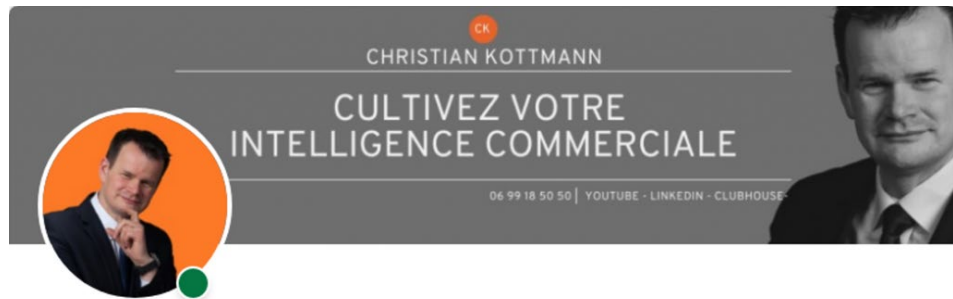 CK
CHRISTIAN KOTTMANN
CULTIVEZ VOTRE
INTELLIGENCE COMMERCIALE
06 99 18 50 50 | YOUTUBE - LINKEDIN - CLUBHOUSE-